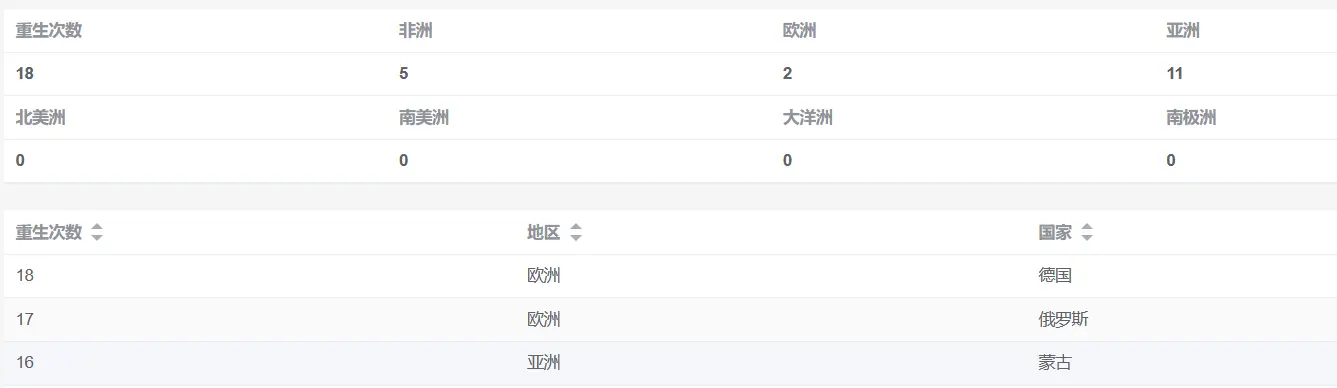 重生次数 非洲 欧洲 亚洲
18 5 2 11
北美洲 南美洲 大洋洲 南极洲
0 0 0 0
重生次数 地区 国家
18 欧洲 德国
17 欧洲 俄罗斯
16 亚洲 蒙古